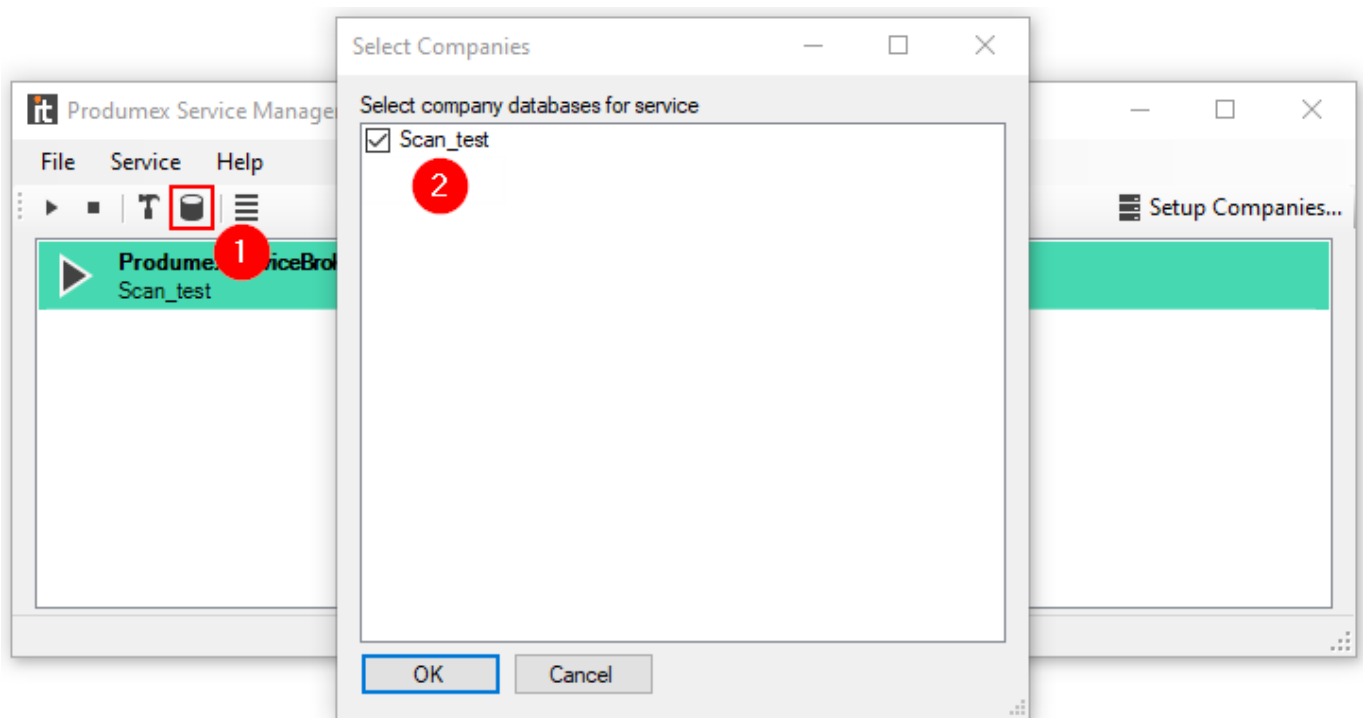 Select Companies
Produmex Service Manage
Select company databases for service
Scan_test
File Service Help
2
Setup Companies...
1
Scan_test
OK Cancel